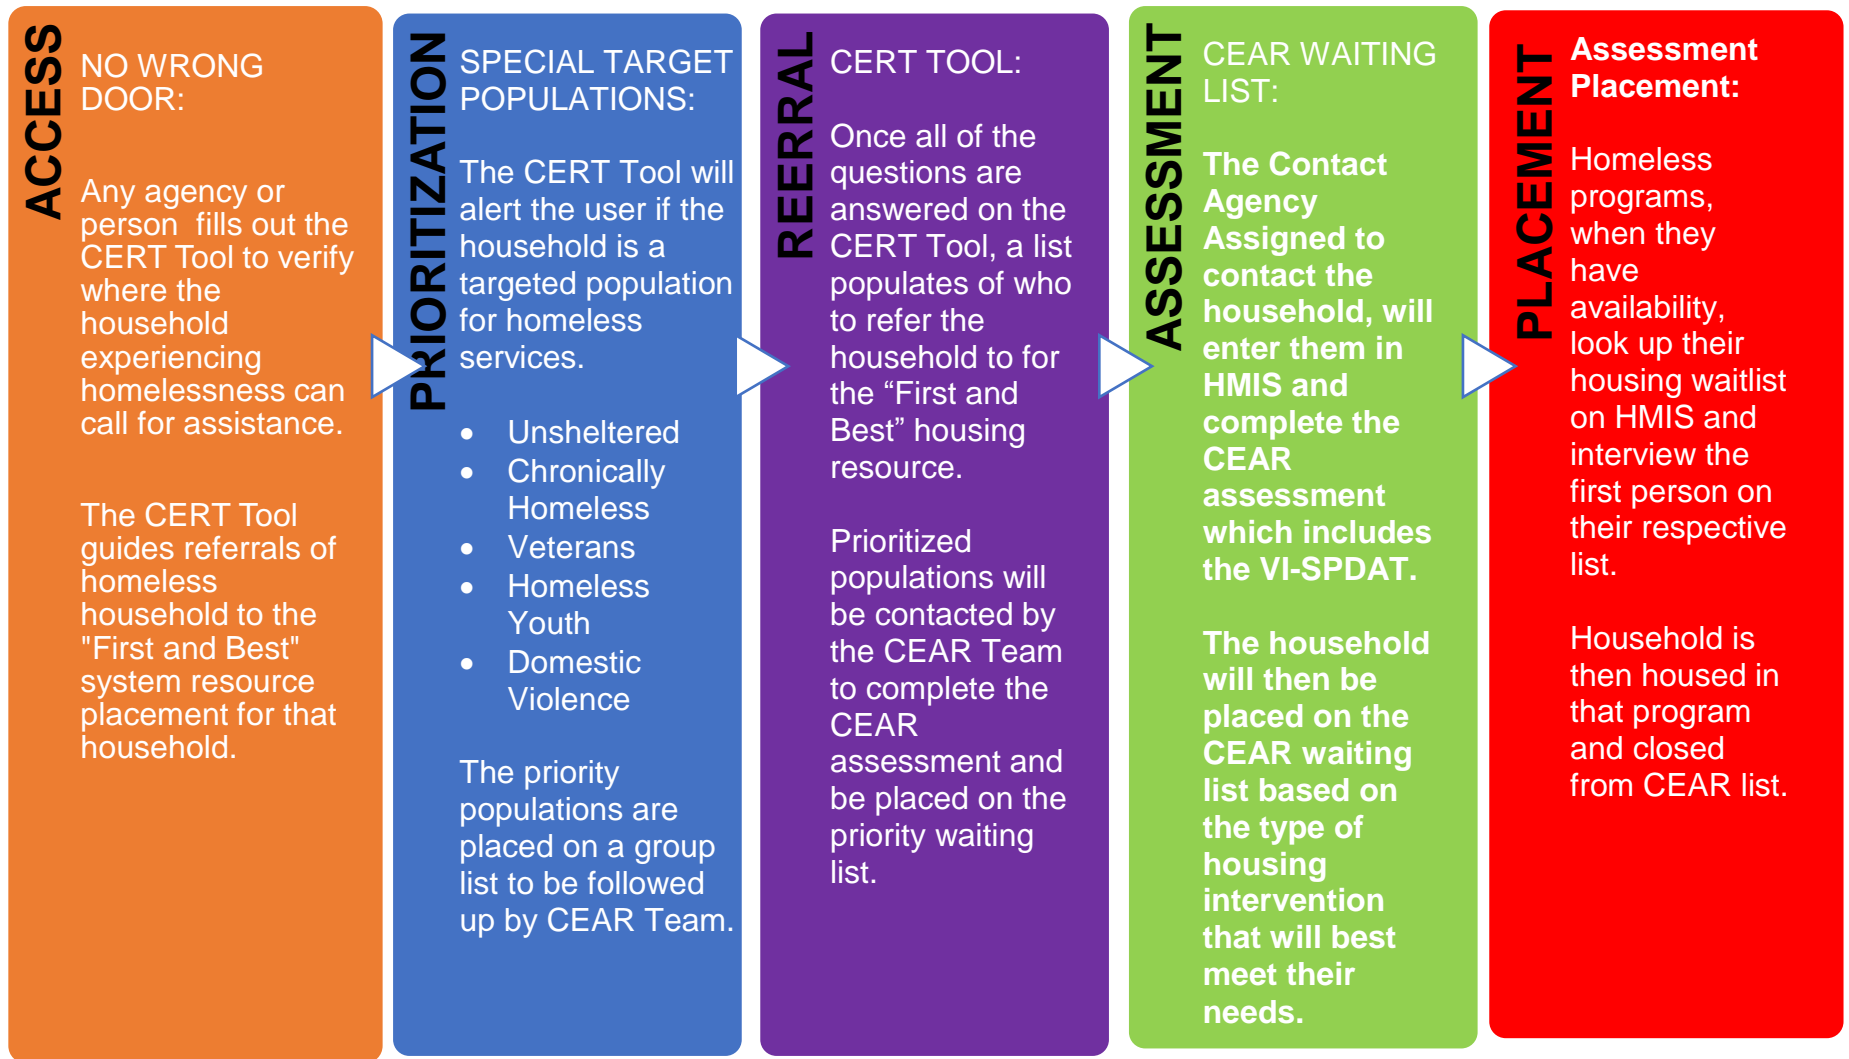 ACCESS
NO WRONG
DOOR:
Any agency or
person fills out the
CERT Tool to verify
where the
household
experiencing
homelessness can
call for assistance.
The CERT Tool
guides referrals of
homeless
household to the
"First and Best"
system resource
placement for that
household.
PRIORITIZATION
SPECIAL TARGET
POPULATIONS:
The CERT Tool will
alert the user if the
household is a
targeted population
for homeless
services.
• Unsheltered
• Chronically
Homeless
• Veterans
• Homeless
Youth
• Domestic
Violence
The priority
populations are
placed on a group
list to be followed
up by CEAR Team.
REERRAL
CERT TOOL:
Once all of the
questions are
answered on the
CERT Tool, a list
populates of who
to refer the
household to for
the “First and
Best” housing
resource.
Prioritized
populations will
be contacted by
the CEAR Team
to complete the
CEAR
assessment and
be placed on the
priority waiting
list.
ASSESSMENT
CEAR WAITING
LIST:
The Contact
Agency
Assigned to
contact the
household, will
enter them in
HMIS and
complete the
CEAR
assessment
which includes
the VI-SPDAT.
The household
will then be
placed on the
CEAR waiting
list based on
the type of
housing
intervention
that will best
meet their
needs.
PLACEMENT
Assessment
Placement:
Homeless
programs,
when they
have
availability,
look up their
housing waitlist
on HMIS and
interview the
first person on
their respective
list.
Household is
then housed in
that program
and closed
from CEAR list.